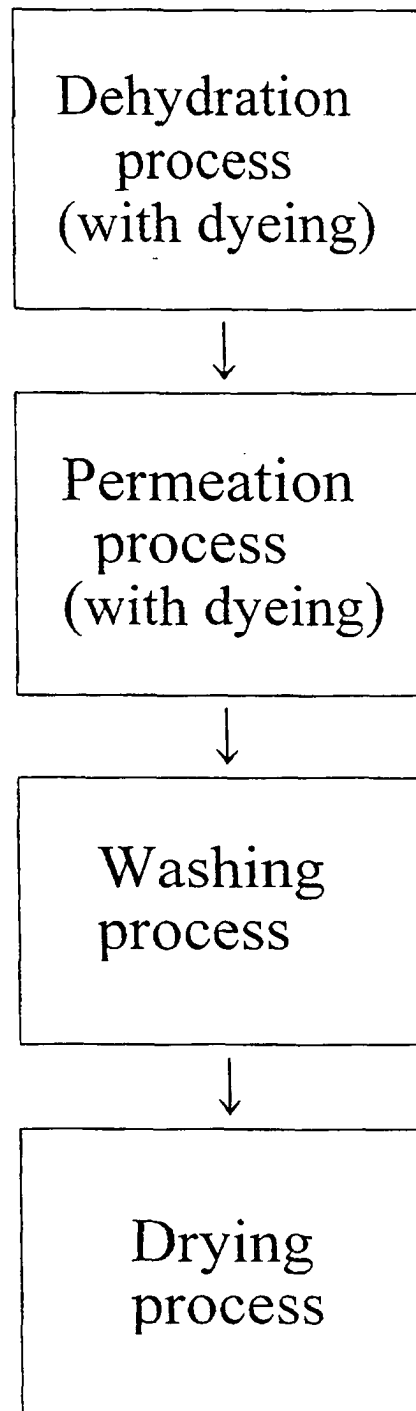 Dehydration
process
(with dyeing)
↓
Permeation
process
(with dyeing)
↓
Washing
process
↓
Drying
process